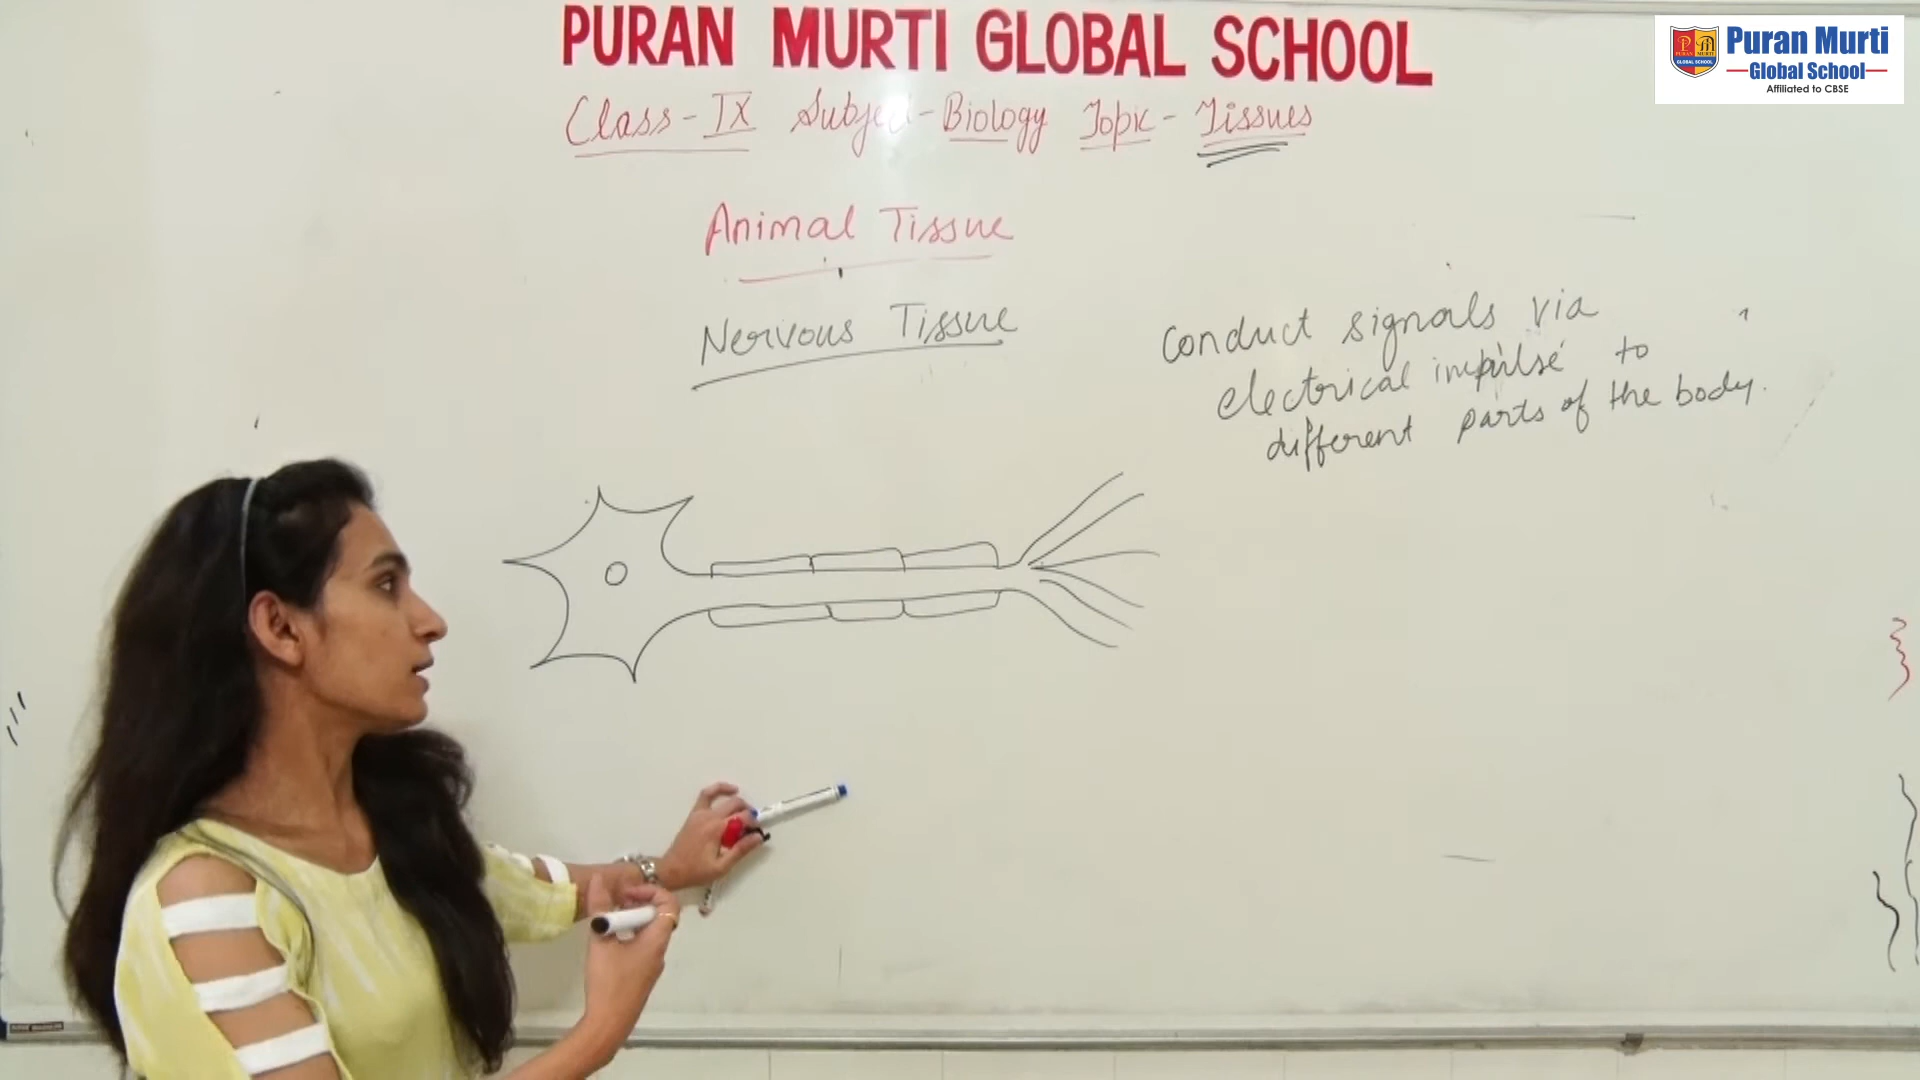 PURAN MURTI GLOBAL SCHOOL
Puran Murti
Global School
Affiliated to CBSE
Class-IX Subject-Biology Topic-Tissues
Animal Tissue
Nervous Tissue
Conduct signals via
electrical impulse to
different parts of the body.